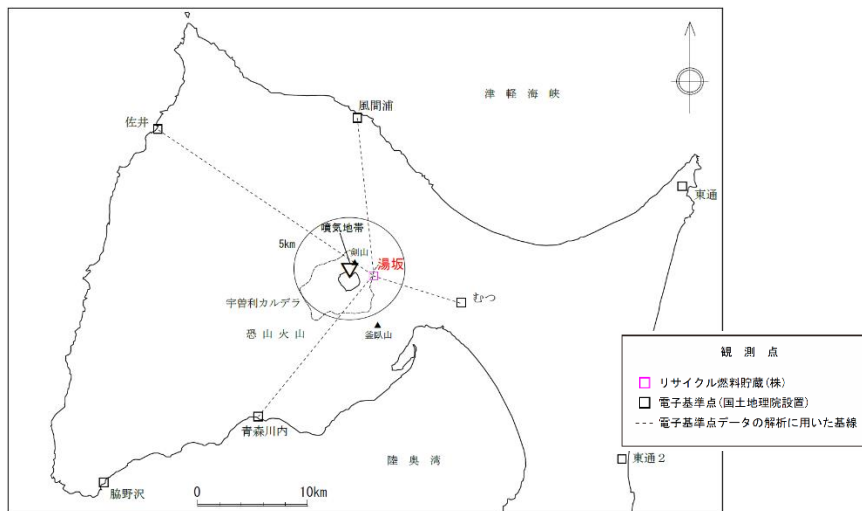 津 軽 海 峡
風間浦
佐井
東通
噴気地帯
5km
剣山
湯坂
宇曽利カルデラ
むつ
恐 山 火 山
釜臥山
観 測 点
リサイクル燃料貯蔵(株)
電子基準点(国土地理院設置)
電子基準点データの解析に用いた基線
青森川内
陸 奥 湾
東通2
脇野沢
0
10km